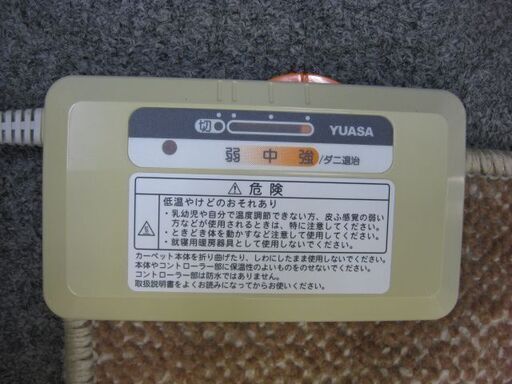 切
YUASA
弱 中 強/ダニ退治
⚠ 危険
低温やけどのおそれあり
・乳幼児や自分で温度調節できない方、皮ふ感覚の弱い
方などが使用されるときは、特に注意してください。
・ときどき体を動かすなど注意して使用してください。
・就寝用暖房器具として使用しないでください。
カーペット本体を折り曲げたり、しわにしたまま使用しないでください。
本体やコントローラー部に保温性のよいものをのせないでください。
コントローラー部は防水ではありません。
取扱説明書をよくお読みになってからお使いください。